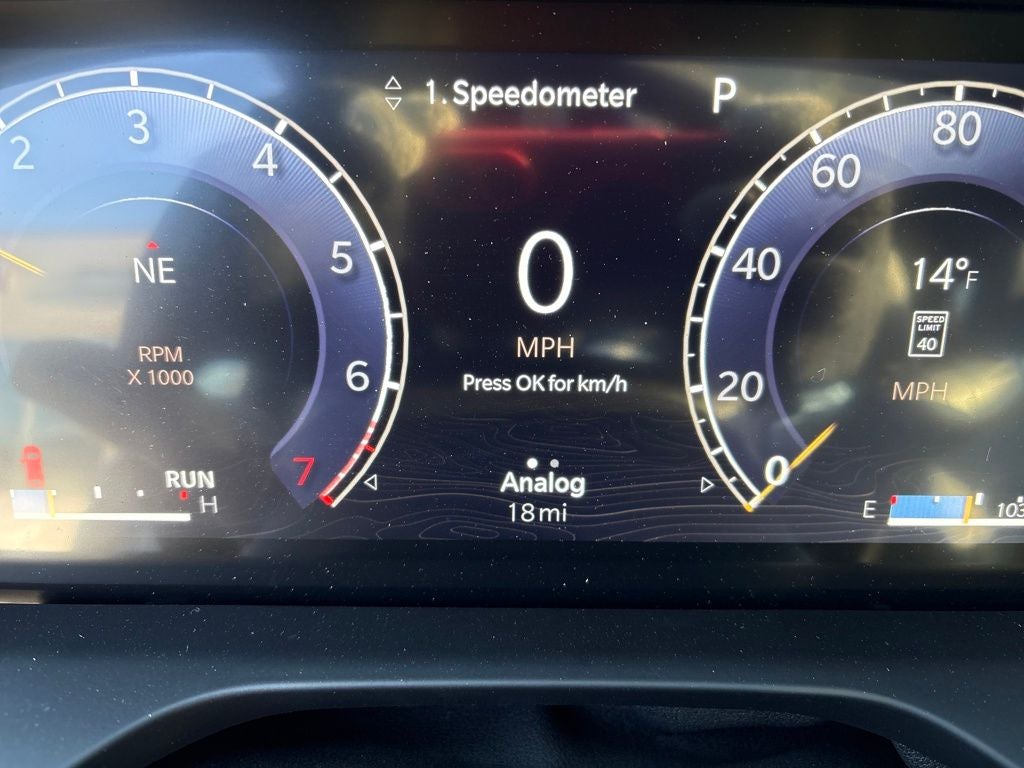 1. Speedometer
P
2
3
4
5
6
7
NE
RPM
X 1000
RUN
H
0
MPH
Press OK for km/h
Analog
18 mi
0
20
40
60
80
14°F
SPEED
LIMIT
40
MPH
E
103